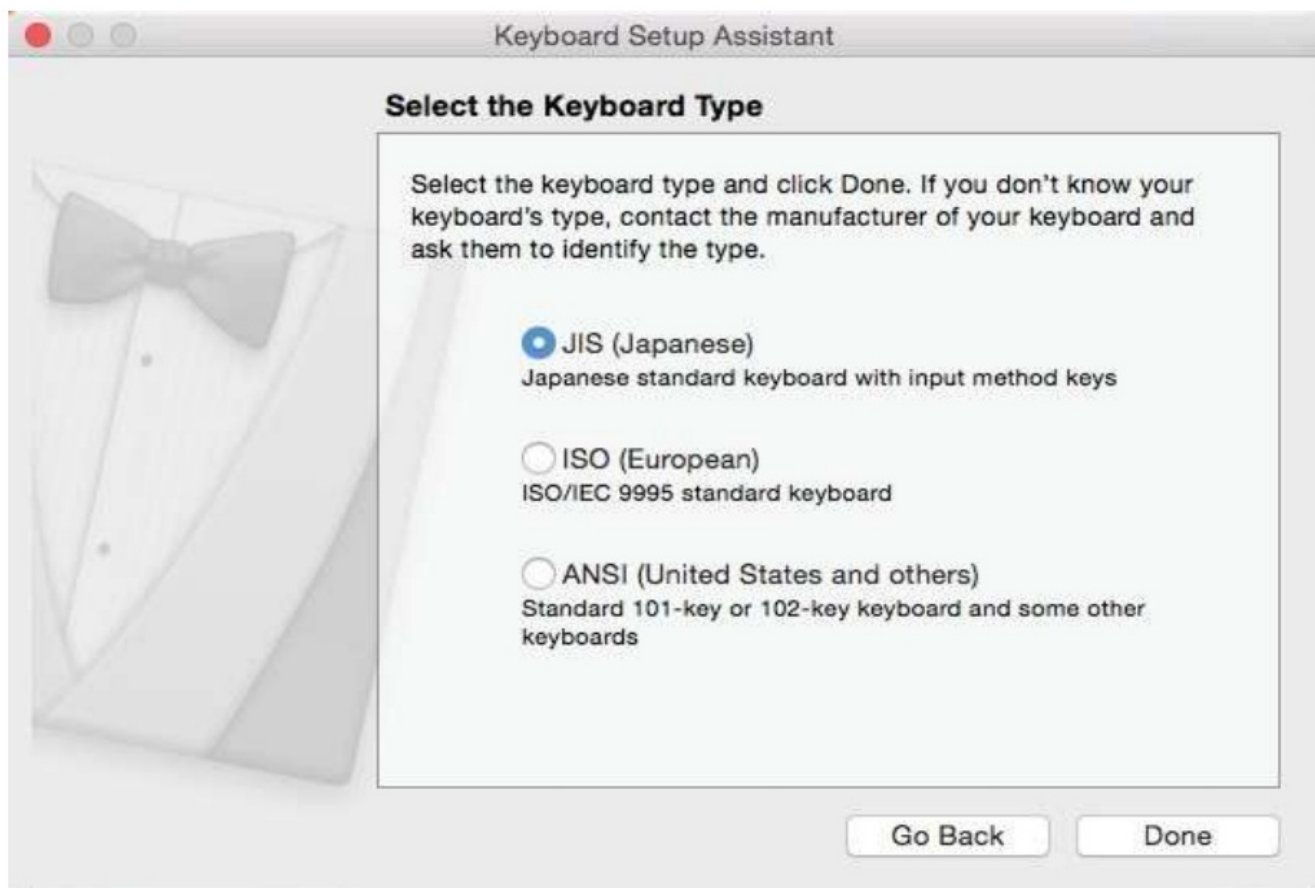 Keyboard Setup Assistant
Select the Keyboard Type
Select the keyboard type and click Done. If you don't know your
keyboard's type, contact the manufacturer of your keyboard and
ask them to identify the type.
JIS (Japanese)
Japanese standard keyboard with input method keys
ISO (European)
ISO/IEC 9995 standard keyboard
ANSI (United States and others)
Standard 101-key or 102-key keyboard and some other
keyboards
Go Back
Done